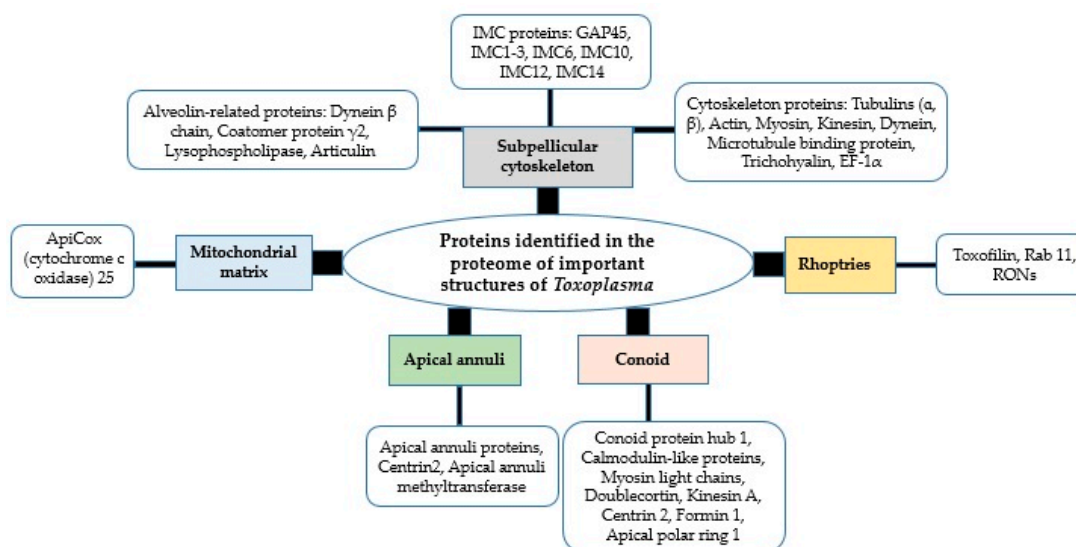 IMC proteins: GAP45,
IMC1-3, IMC6, IMC10,
IMC12, IMC14
Alveolin-related proteins: Dynein β
chain, Coatomer protein γ2,
Lysophospholipase, Articulin
Cytoskeleton proteins: Tubulins (α,
β), Actin, Myosin, Kinesin, Dynein,
Microtubule binding protein,
Trichohyalin, EF-1α
Subpellicular
cytoskeleton
ApiCox
(cytochrome c
oxidase) 25
Mitochondrial
matrix
Proteins identified in the
proteome of important
structures of Toxoplasma
Rhoptries
Toxofilin, Rab 11,
RONs
Apical annuli
Conoid
Apical annuli proteins,
Centrin2, Apical annuli
methyltransferase
Conoid protein hub 1,
Calmodulin-like proteins,
Myosin light chains,
Doublecortin, Kinesin A,
Centrin 2, Formin 1,
Apical polar ring 1